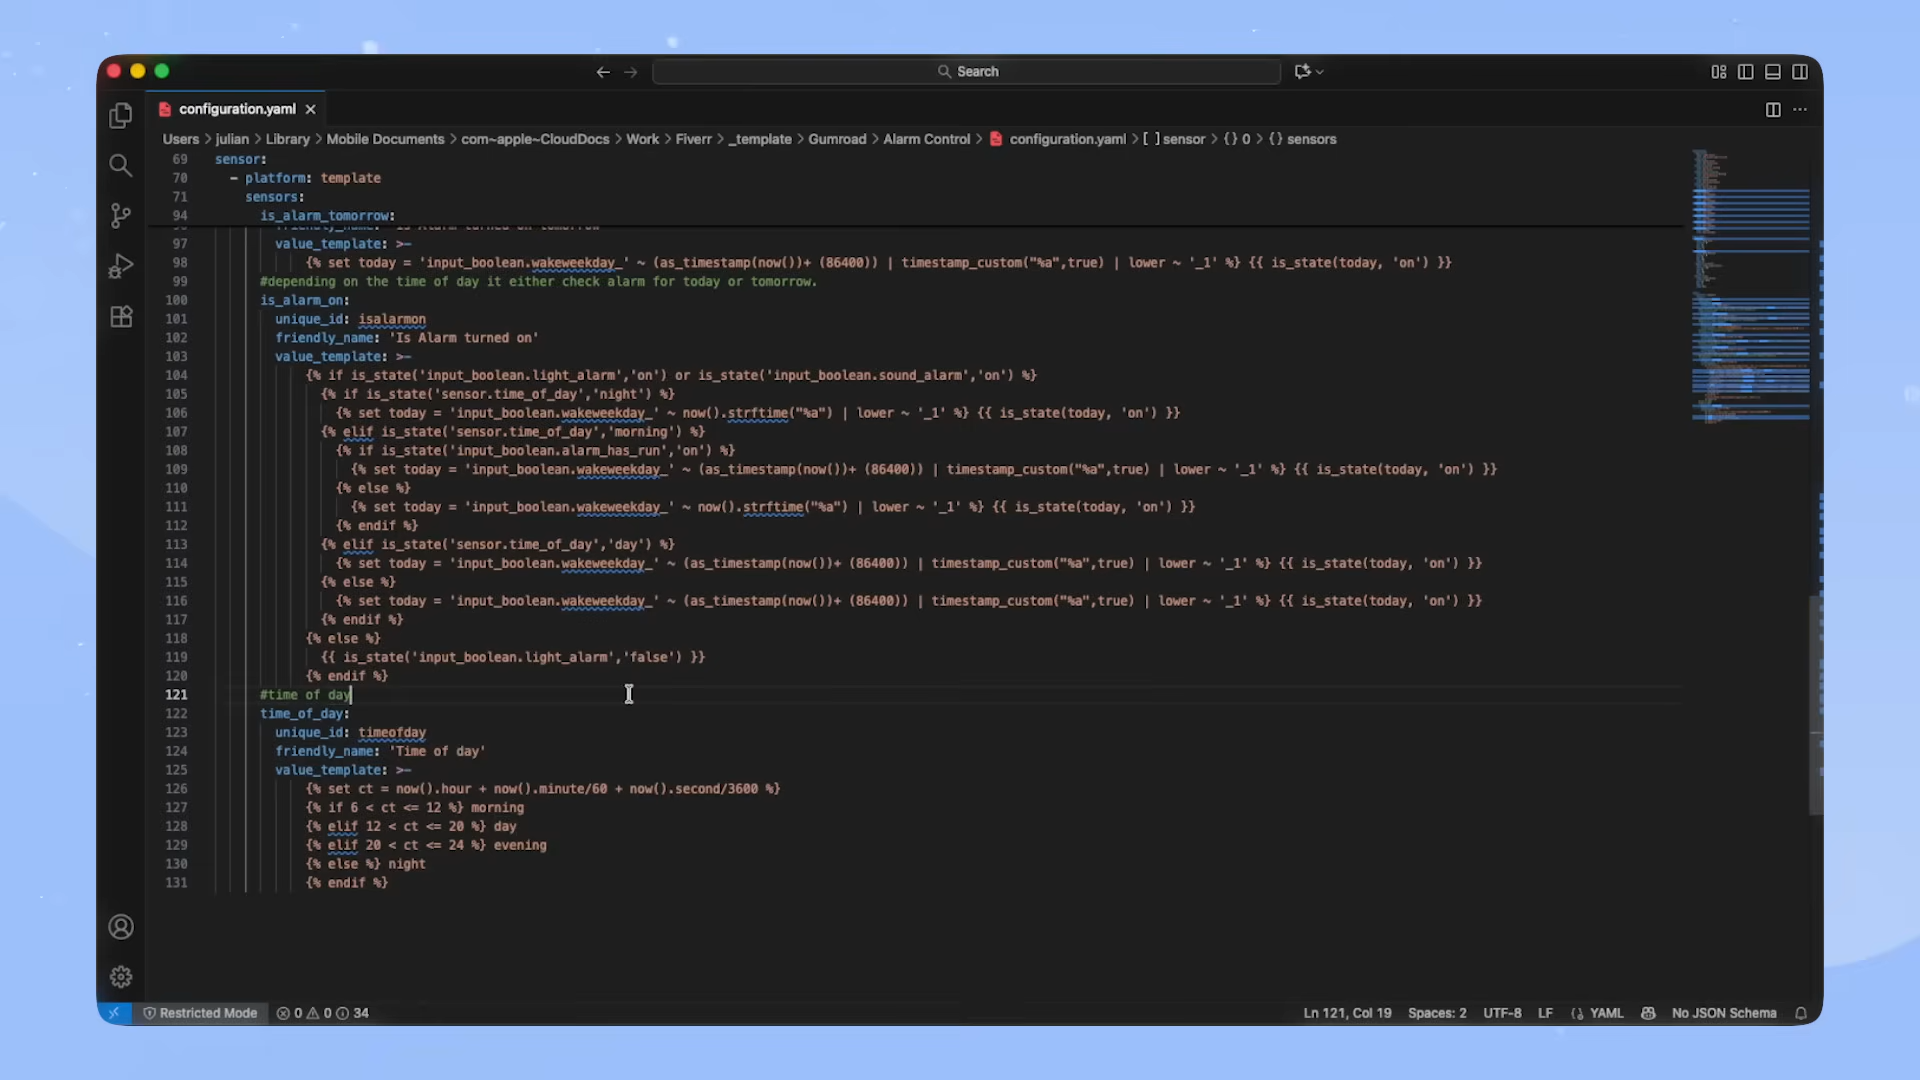 Search
configuration.yaml
Users > julian > Library > Mobile Documents > com~apple~CloudDocs > Work > Fiverr > _template > Gumroad > Alarm Control > configuration.yaml > [ ] sensor > { } 0 > { } sensors
69 sensor:
70 - platform: template
71 sensors:
94 is_alarm_tomorrow:
friendly_name: 'Is Alarm turned on tomorrow'
97 value_template: >-
98 {% set today = 'input_boolean.wakeweekday_' ~ (as_timestamp(now())+ (86400)) | timestamp_custom("%a",true) | lower ~ '_1' %} {{ is_state(today, 'on') }}
99 #depending on the time of day it either check alarm for today or tomorrow.
100 is_alarm_on:
101 unique_id: isalarmon
102 friendly_name: 'Is Alarm turned on'
103 value_template: >-
104 {% if is_state('input_boolean.light_alarm','on') or is_state('input_boolean.sound_alarm','on') %}
105 {% if is_state('sensor.time_of_day','night') %}
106 {% set today = 'input_boolean.wakeweekday_' ~ now().strftime("%a") | lower ~ '_1' %} {{ is_state(today, 'on') }}
107 {% elif is_state('sensor.time_of_day','morning') %}
108 {% if is_state('input_boolean.alarm_has_run','on') %}
109 {% set today = 'input_boolean.wakeweekday_' ~ (as_timestamp(now())+ (86400)) | timestamp_custom("%a",true) | lower ~ '_1' %} {{ is_state(today, 'on') }}
110 {% else %}
111 {% set today = 'input_boolean.wakeweekday_' ~ now().strftime("%a") | lower ~ '_1' %} {{ is_state(today, 'on') }}
112 {% endif %}
113 {% elif is_state('sensor.time_of_day','day') %}
114 {% set today = 'input_boolean.wakeweekday_' ~ (as_timestamp(now())+ (86400)) | timestamp_custom("%a",true) | lower ~ '_1' %} {{ is_state(today, 'on') }}
115 {% else %}
116 {% set today = 'input_boolean.wakeweekday_' ~ (as_timestamp(now())+ (86400)) | timestamp_custom("%a",true) | lower ~ '_1' %} {{ is_state(today, 'on') }}
117 {% endif %}
118 {% else %}
119 {{ is_state('input_boolean.light_alarm','false') }}
120 {% endif %}
121 #time of day
122 time_of_day:
123 unique_id: timeofday
124 friendly_name: 'Time of day'
125 value_template: >-
126 {% set ct = now().hour + now().minute/60 + now().second/3600 %}
127 {% if 6 < ct <= 12 %} morning
128 {% elif 12 < ct <= 20 %} day
129 {% elif 20 < ct <= 24 %} evening
130 {% else %} night
131 {% endif %}
Restricted Mode 0 0 34 Ln 121, Col 19 Spaces: 2 UTF-8 LF YAML No JSON Schema